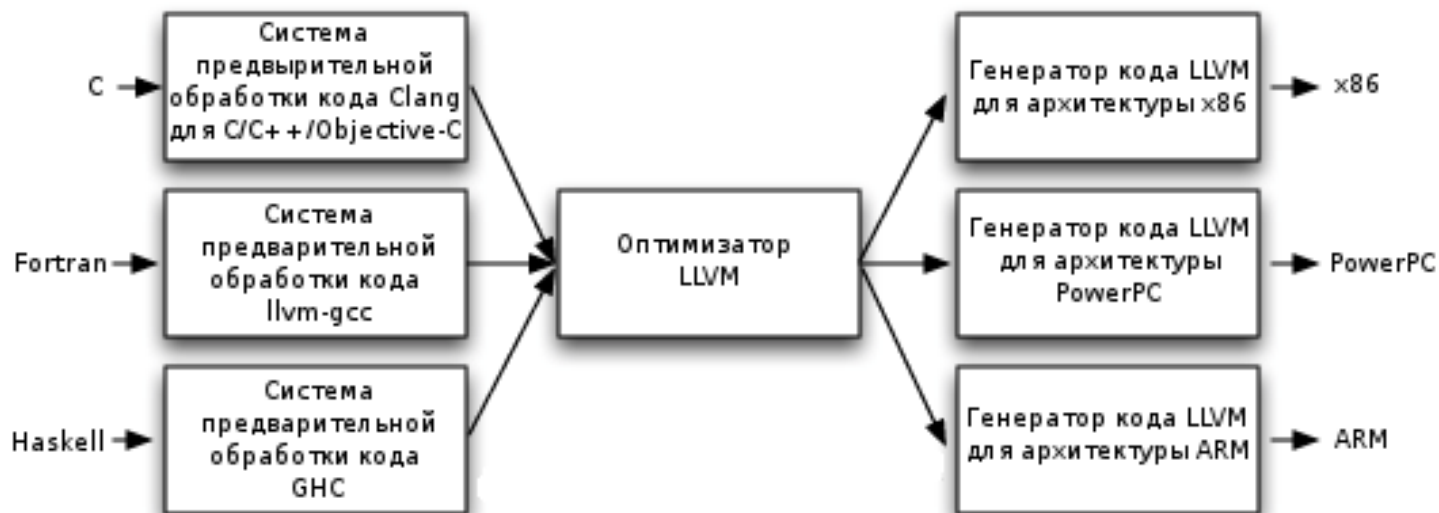 C
Система
предвырительной
обработки кода Clang
для C/C++/Objective-C
Генератор кода LLVM
для архитектуры x86
x86
Fortran
Система
предварительной
обработки кода
llvm-gcc
Оптимизатор
LLVM
Генератор кода LLVM
для архитектуры
PowerPC
PowerPC
Haskell
Система
предварительной
обработки кода
GHC
Генератор кода LLVM
для архитектуры ARM
ARM